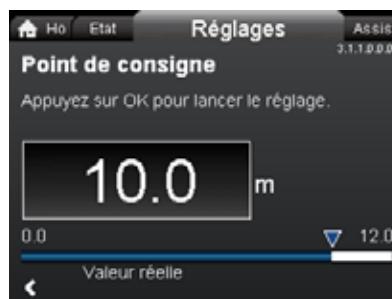 Ho Etat Réglages Assis
3.1.1.0.0.0
Point de consigne
Appuyez sur OK pour lancer le réglage.
10.0 m
0.0 12.0
Valeur réelle